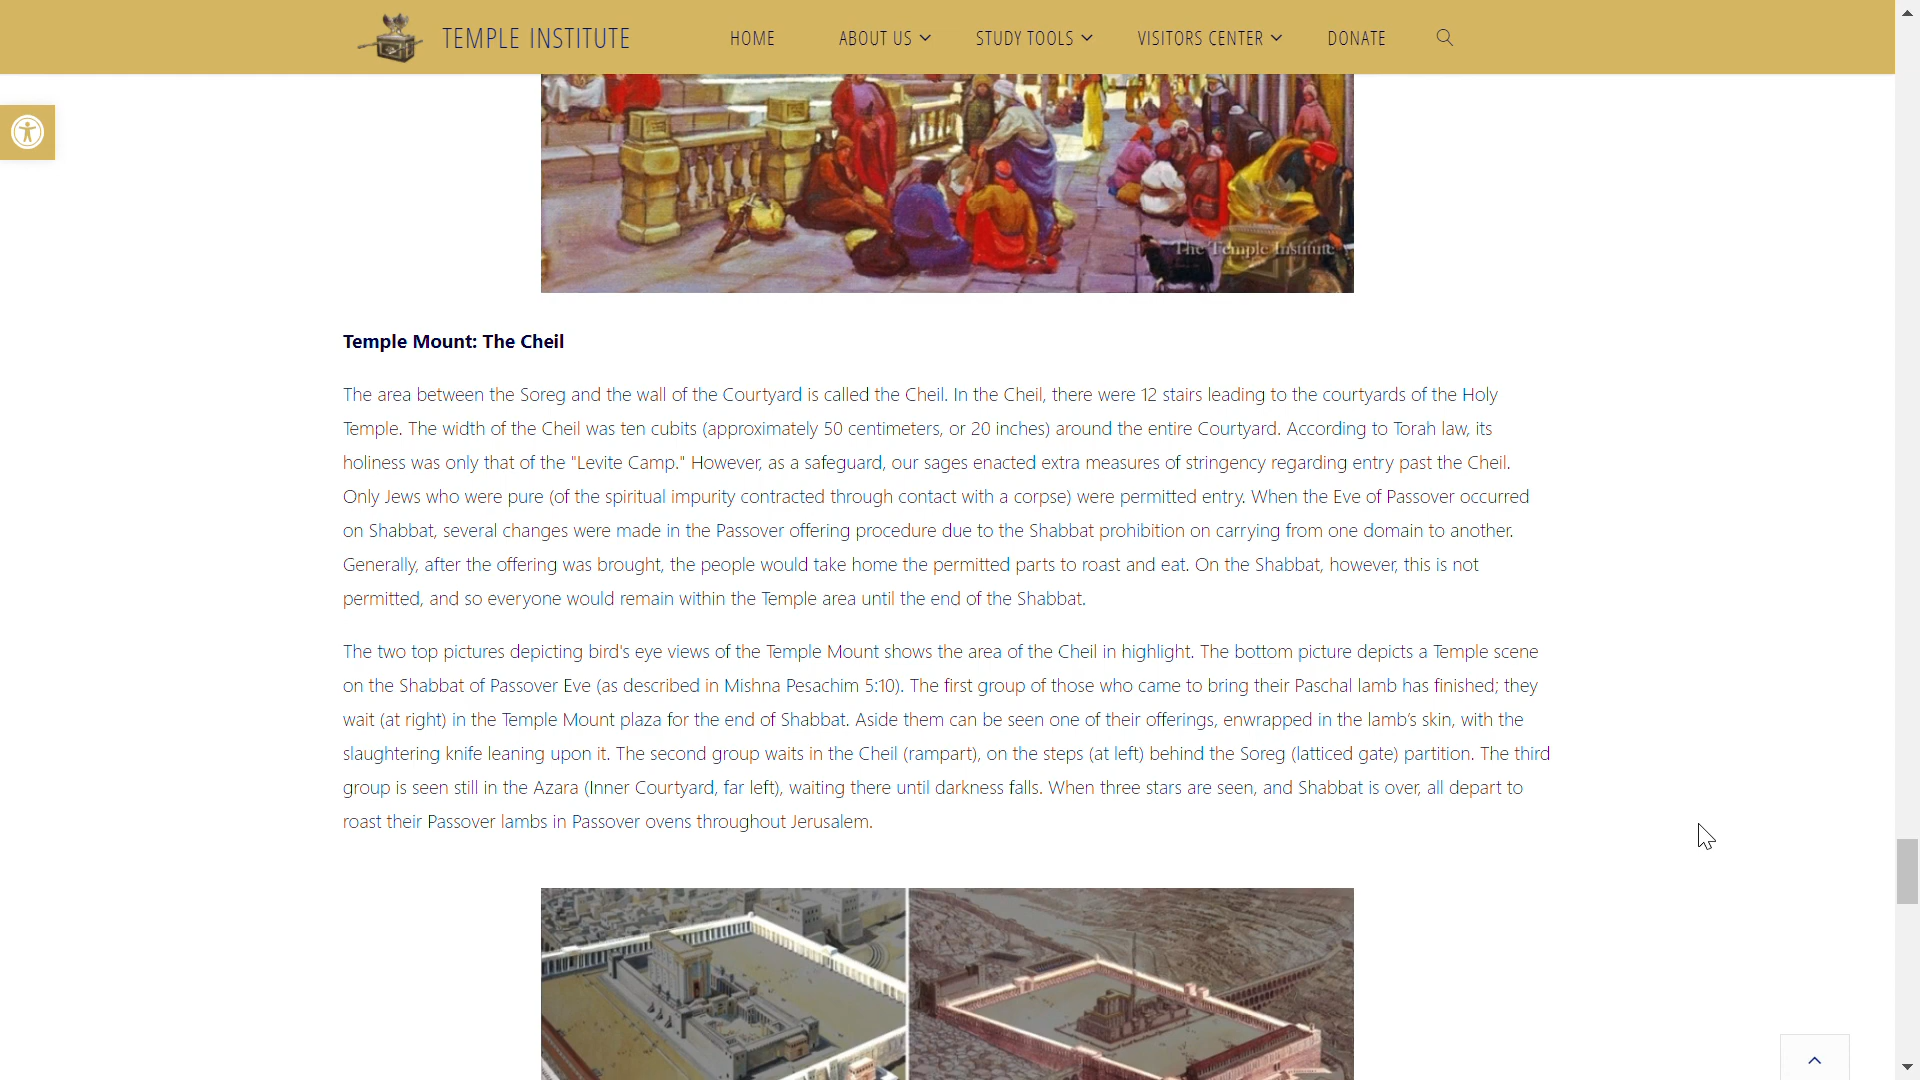 TEMPLE INSTITUTE
HOME
ABOUT US
STUDY TOOLS
VISITORS CENTER
DONATE
The Temple Institute
Temple Mount: The Cheil
The area between the Soreg and the wall of the Courtyard is called the Cheil. In the Cheil, there were 12 stairs leading to the courtyards of the Holy
Temple. The width of the Cheil was ten cubits (approximately 50 centimeters, or 20 inches) around the entire Courtyard. According to Torah law, its
holiness was only that of the "Levite Camp." However, as a safeguard, our sages enacted extra measures of stringency regarding entry past the Cheil.
Only Jews who were pure (of the spiritual impurity contracted through contact with a corpse) were permitted entry. When the Eve of Passover occurred
on Shabbat, several changes were made in the Passover offering procedure due to the Shabbat prohibition on carrying from one domain to another.
Generally, after the offering was brought, the people would take home the permitted parts to roast and eat. On the Shabbat, however, this is not
permitted, and so everyone would remain within the Temple area until the end of the Shabbat.
The two top pictures depicting bird's eye views of the Temple Mount shows the area of the Cheil in highlight. The bottom picture depicts a Temple scene
on the Shabbat of Passover Eve (as described in Mishna Pesachim 5:10). The first group of those who came to bring their Paschal lamb has finished; they
wait (at right) in the Temple Mount plaza for the end of Shabbat. Aside them can be seen one of their offerings, enwrapped in the lamb’s skin, with the
slaughtering knife leaning upon it. The second group waits in the Cheil (rampart), on the steps (at left) behind the Soreg (latticed gate) partition. The third
group is seen still in the Azara (Inner Courtyard, far left), waiting there until darkness falls. When three stars are seen, and Shabbat is over, all depart to
roast their Passover lambs in Passover ovens throughout Jerusalem.